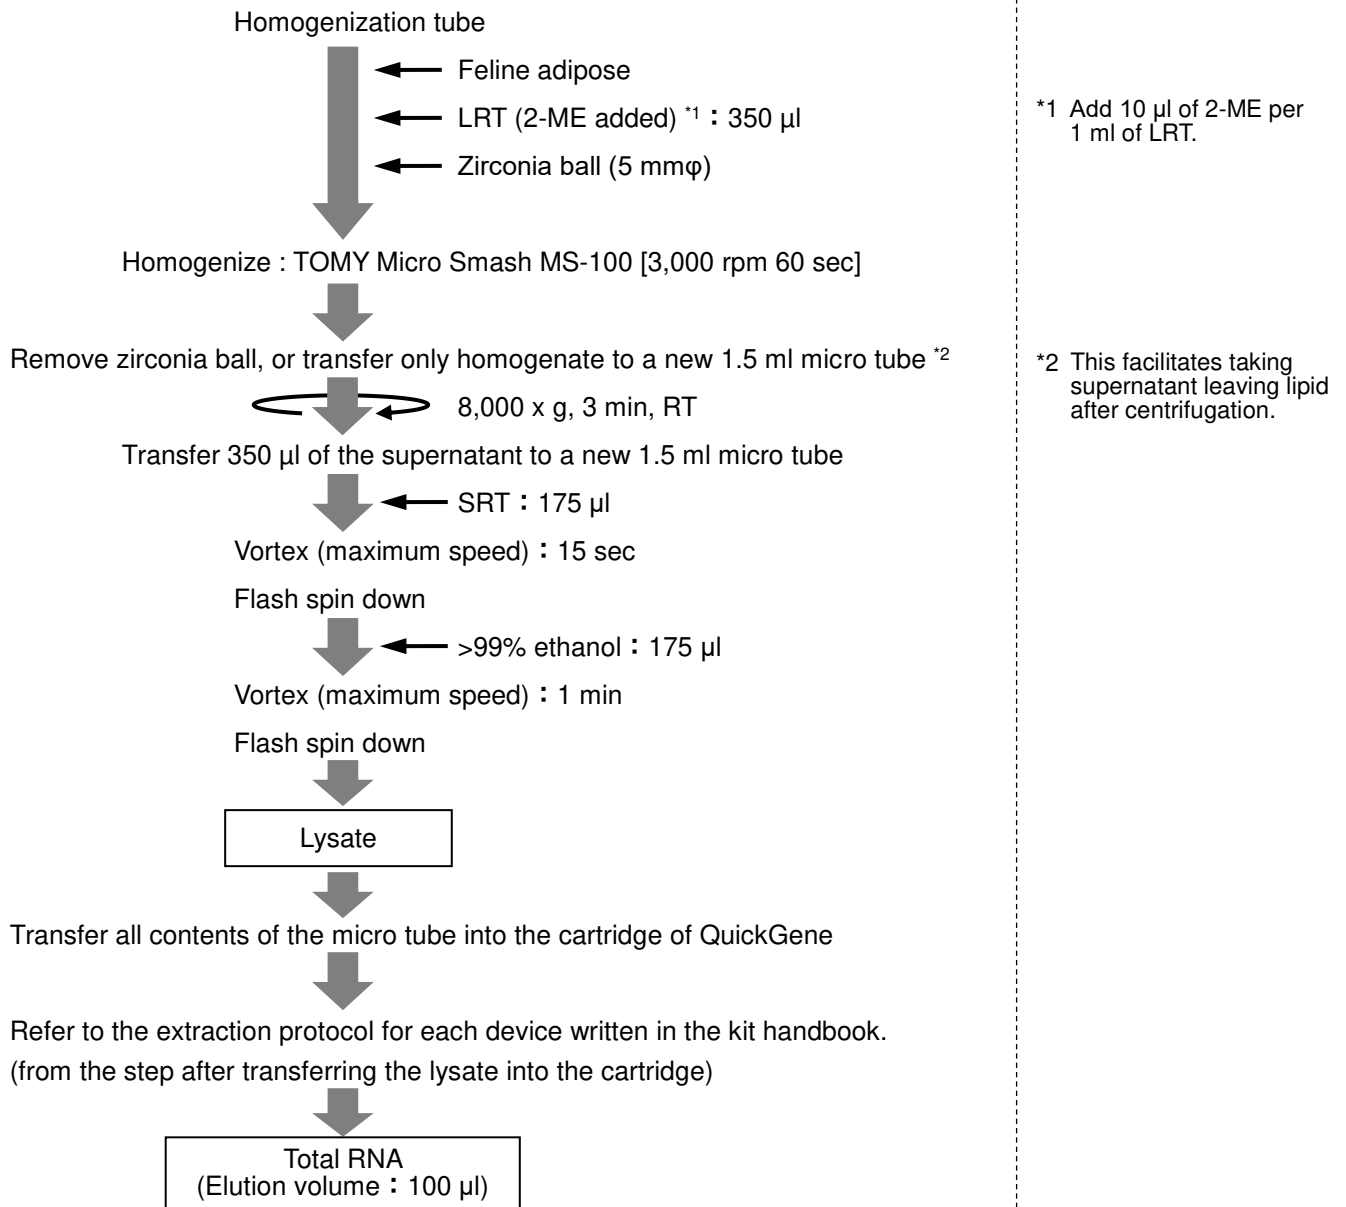 Homogenization tube
Feline adipose
LRT (2-ME added) *1：350 µl
*1 Add 10 µl of 2-ME per
1 ml of LRT.
Zirconia ball (5 mmφ)
Homogenize : TOMY Micro Smash MS-100 [3,000 rpm 60 sec]
Remove zirconia ball, or transfer only homogenate to a new 1.5 ml micro tube *2
*2 This facilitates taking
supernatant leaving lipid
after centrifugation.
8,000 x g, 3 min, RT
Transfer 350 µl of the supernatant to a new 1.5 ml micro tube
SRT：175 µl
Vortex (maximum speed)：15 sec
Flash spin down
>99% ethanol：175 µl
Vortex (maximum speed)：1 min
Flash spin down
Lysate
Transfer all contents of the micro tube into the cartridge of QuickGene
Refer to the extraction protocol for each device written in the kit handbook.
(from the step after transferring the lysate into the cartridge)
Total RNA
(Elution volume：100 µl)